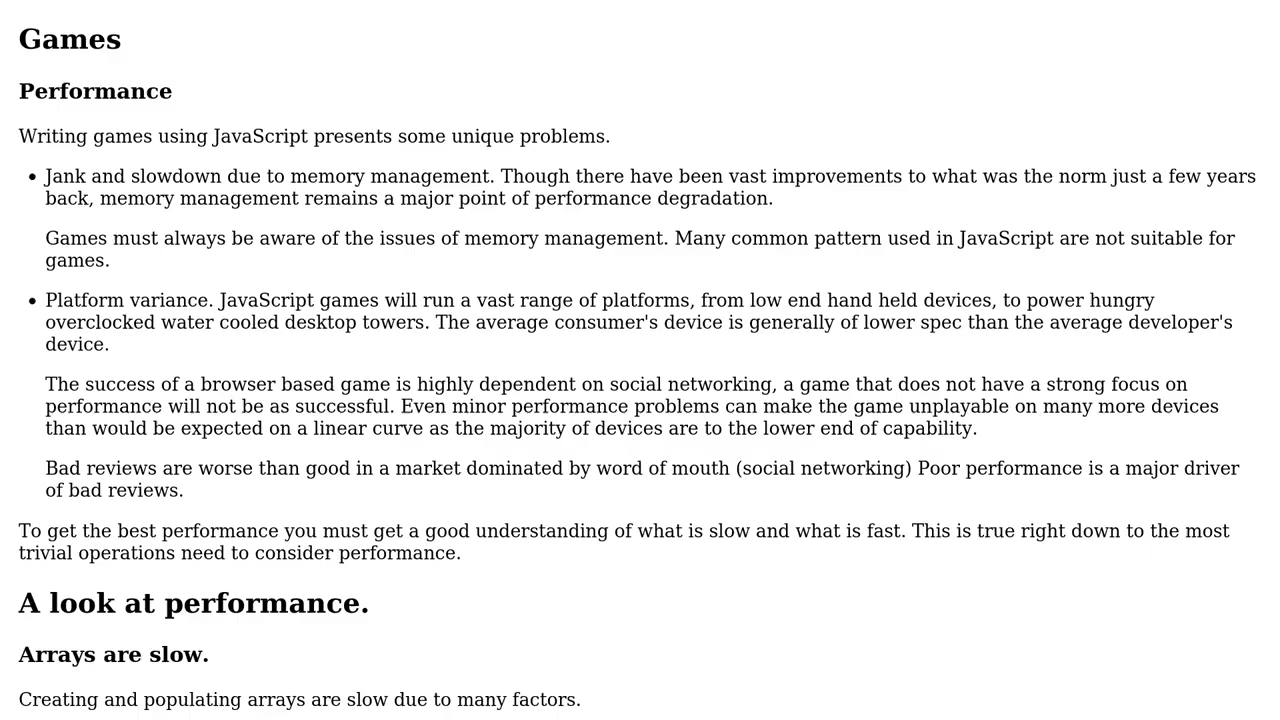 Games
Performance
Writing games using JavaScript presents some unique problems.
Jank and slowdown due to memory management. Though there have been vast improvements to what was the norm just a few years
back, memory management remains a major point of performance degradation.
Games must always be aware of the issues of memory management. Many common pattern used in JavaScript are not suitable for
games.
Platform variance. JavaScript games will run a vast range of platforms, from low end hand held devices, to power hungry
overclocked water cooled desktop towers. The average consumer's device is generally of lower spec than the average developer's
device.
The success of a browser based game is highly dependent on social networking, a game that does not have a strong focus on
performance will not be as successful. Even minor performance problems can make the game unplayable on many more devices
than would be expected on a linear curve as the majority of devices are to the lower end of capability.
Bad reviews are worse than good in a market dominated by word of mouth (social networking) Poor performance is a major driver
of bad reviews.
To get the best performance you must get a good understanding of what is slow and what is fast. This is true right down to the most
trivial operations need to consider performance.
A look at performance.
Arrays are slow.
Creating and populating arrays are slow due to many factors.